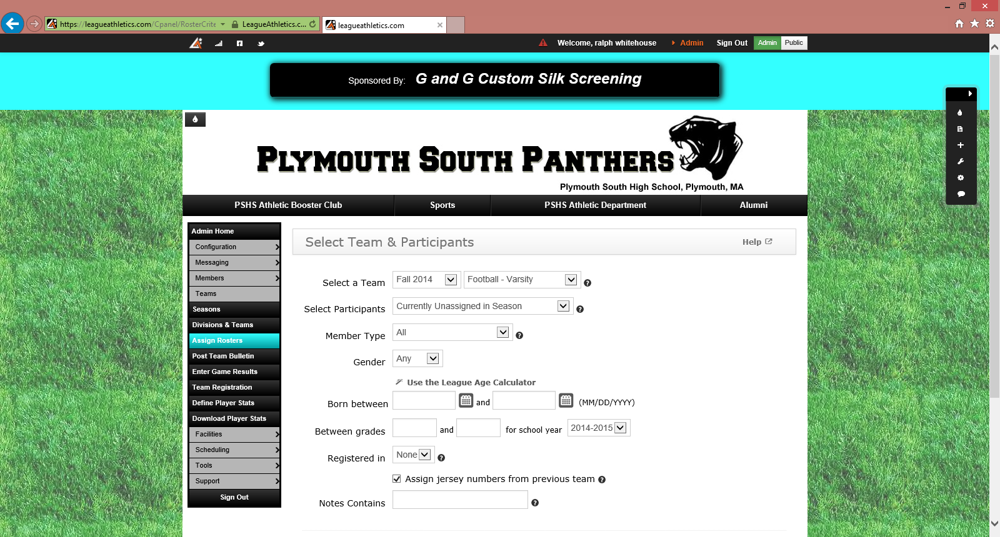 https://leagueathletics.com/Cpanel/RosterCrite
LeagueAthletics.c...
leagueathletics.com
Welcome, ralph whitehouse
Admin
Sign Out
Admin
Public
Sponsored By: G and G Custom Silk Screening
PLYMOUTH SOUTH PANTHERS
Plymouth South High School, Plymouth, MA
PSHS Athletic Booster Club
Sports
PSHS Athletic Department
Alumni
Admin Home
Configuration
Messaging
Members
Teams
Seasons
Divisions & Teams
Assign Rosters
Post Team Bulletin
Enter Game Results
Team Registration
Define Player Stats
Download Player Stats
Facilities
Scheduling
Tools
Support
Sign Out
Select Team & Participants
Help
Select a Team Fall 2014 Football - Varsity
Select Participants Currently Unassigned in Season
Member Type All
Gender Any
Use the League Age Calculator
Born between and (MM/DD/YYYY)
Between grades and for school year 2014-2015
Registered in None
Assign jersey numbers from previous team
Notes Contains